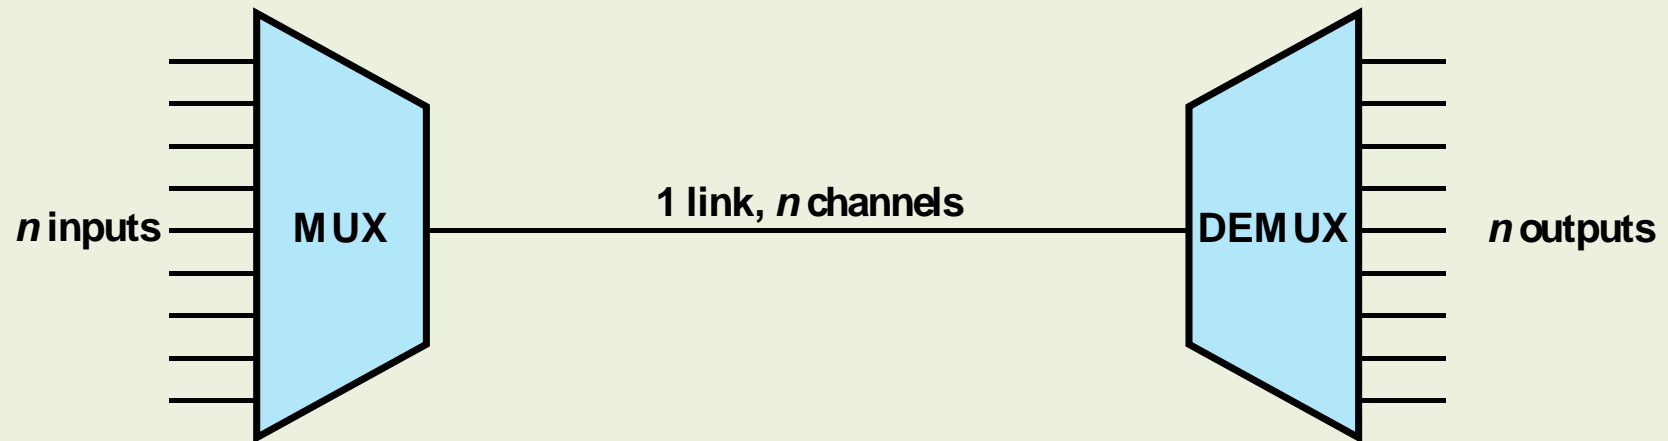 n inputs
MUX
1 link, n channels
DEMUX
n outputs